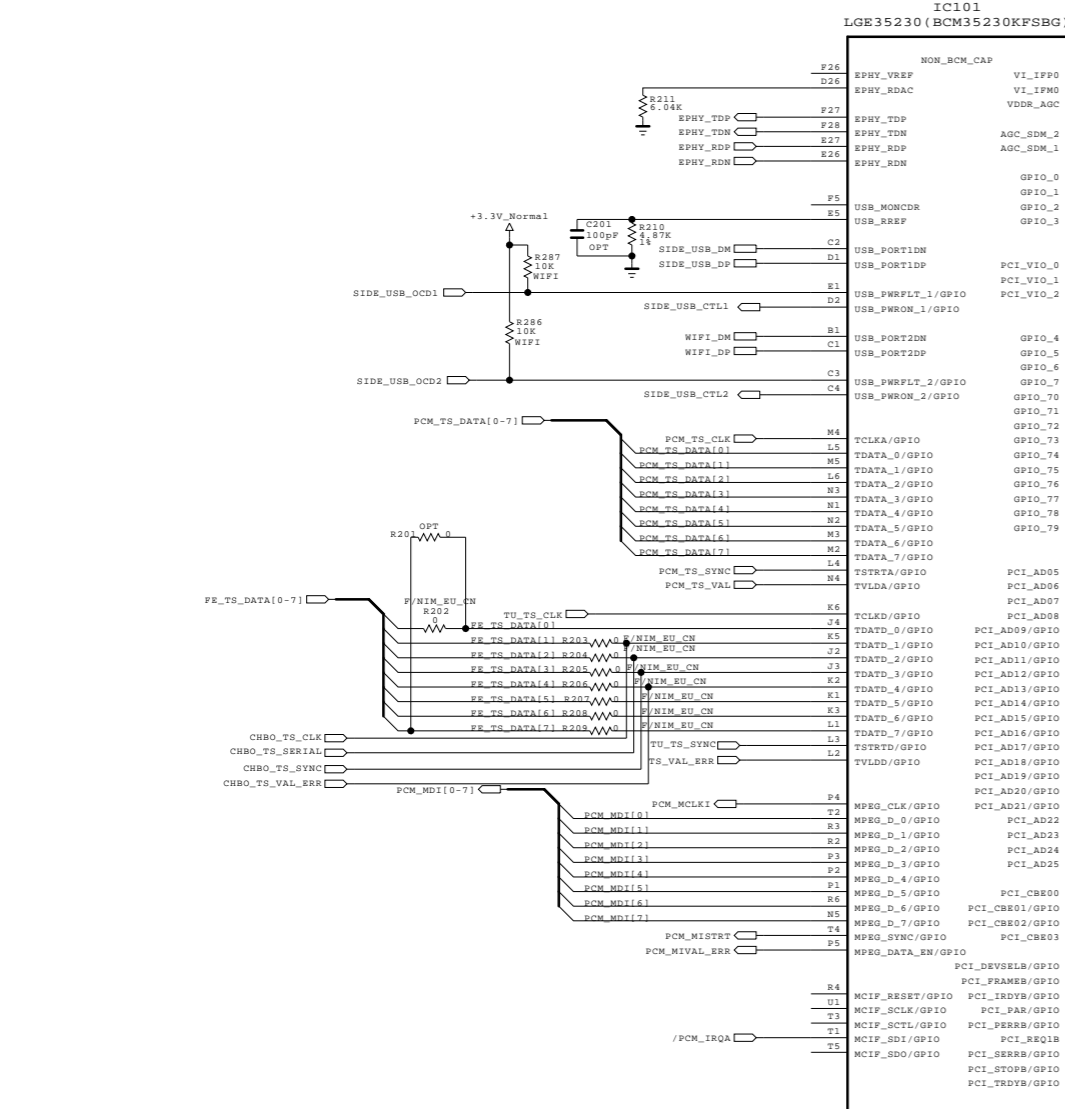 IC101
LGE35230(BCM35230KFSBG)
NON_BCM_CAP
F26 EPHY_VREF VI_IFP0
D26 EPHY_RDAC VI_IFM0
VDDR_AGC
R211
6.04K
EPHY_TDP F27 EPHY_TDP
EPHY_TDN F28 EPHY_TDN AGC_SDM_2
EPHY_RDP E27 EPHY_RDP AGC_SDM_1
EPHY_RDN E26 EPHY_RDN
GPIO_0
GPIO_1
F5 USB_MONCDR GPIO_2
E5 USB_RREF GPIO_3
+3.3V_Normal
C201
100pF
OPT
R210
4.87K
1%
SIDE_USB_DM C2 USB_PORT1DN
SIDE_USB_DP D1 USB_PORT1DP PCI_VIO_0
PCI_VIO_1
R287
10K
WIFI
SIDE_USB_OCD1 E1 USB_PWRFLT_1/GPIO PCI_VIO_2
SIDE_USB_CTL1 D2 USB_PWRON_1/GPIO
R286
10K
WIFI
WIFI_DM B1 USB_PORT2DN GPIO_4
WIFI_DP C1 USB_PORT2DP GPIO_5
GPIO_6
SIDE_USB_OCD2 C3 USB_PWRFLT_2/GPIO GPIO_7
SIDE_USB_CTL2 C4 USB_PWRON_2/GPIO GPIO_70
GPIO_71
PCM_TS_DATA[0-7] GPIO_72
PCM_TS_CLK M4 TCLKA/GPIO GPIO_73
PCM_TS_DATA[0] L5 TDATA_0/GPIO GPIO_74
PCM_TS_DATA[1] M5 TDATA_1/GPIO GPIO_75
PCM_TS_DATA[2] L6 TDATA_2/GPIO GPIO_76
PCM_TS_DATA[3] N3 TDATA_3/GPIO GPIO_77
PCM_TS_DATA[4] N1 TDATA_4/GPIO GPIO_78
PCM_TS_DATA[5] N2 TDATA_5/GPIO GPIO_79
PCM_TS_DATA[6] M3 TDATA_6/GPIO
PCM_TS_DATA[7] M2 TDATA_7/GPIO
PCM_TS_SYNC L4 TSTRTA/GPIO PCI_AD05
PCM_TS_VAL N4 TVLDA/GPIO PCI_AD06
OPT
R201 0
FE_TS_DATA[0-7] PCI_AD07
F/NIM_EU_CN
R202
0
TU_TS_CLK K6 TCLKD/GPIO PCI_AD08
FE_TS_DATA[0] J4 TDATD_0/GPIO PCI_AD09/GPIO
FE_TS_DATA[1] R203 0 F/NIM_EU_CN K5 TDATD_1/GPIO PCI_AD10/GPIO
FE_TS_DATA[2] R204 0 F/NIM_EU_CN J2 TDATD_2/GPIO PCI_AD11/GPIO
FE_TS_DATA[3] R205 0 F/NIM_EU_CN J3 TDATD_3/GPIO PCI_AD12/GPIO
FE_TS_DATA[4] R206 0 F/NIM_EU_CN K2 TDATD_4/GPIO PCI_AD13/GPIO
FE_TS_DATA[5] R207 0 F/NIM_EU_CN K1 TDATD_5/GPIO PCI_AD14/GPIO
FE_TS_DATA[6] R208 0 F/NIM_EU_CN K3 TDATD_6/GPIO PCI_AD15/GPIO
FE_TS_DATA[7] R209 0 F/NIM_EU_CN L1 TDATD_7/GPIO PCI_AD16/GPIO
CHBO_TS_CLK TU_TS_SYNC L3 TSTRTD/GPIO PCI_AD17/GPIO
CHBO_TS_SERIAL TS_VAL_ERR L2 TVLDD/GPIO PCI_AD18/GPIO
CHBO_TS_SYNC PCI_AD19/GPIO
CHBO_TS_VAL_ERR PCI_AD20/GPIO
PCM_MDI[0-7]
PCM_MCLKI P4 MPEG_CLK/GPIO PCI_AD21/GPIO
PCM_MDI[0] T2 MPEG_D_0/GPIO PCI_AD22
PCM_MDI[1] R3 MPEG_D_1/GPIO PCI_AD23
PCM_MDI[2] R2 MPEG_D_2/GPIO PCI_AD24
PCM_MDI[3] P3 MPEG_D_3/GPIO PCI_AD25
PCM_MDI[4] P2 MPEG_D_4/GPIO
PCM_MDI[5] P1 MPEG_D_5/GPIO PCI_CBE00
PCM_MDI[6] R6 MPEG_D_6/GPIO PCI_CBE01/GPIO
PCM_MDI[7] N5 MPEG_D_7/GPIO PCI_CBE02/GPIO
PCM_MISTRT T4 MPEG_SYNC/GPIO PCI_CBE03
PCM_MIVAL_ERR P5 MPEG_DATA_EN/GPIO
PCI_DEVSELB/GPIO
PCI_FRAMEB/GPIO
R4 MCIF_RESET/GPIO PCI_IRDYB/GPIO
U1 MCIF_SCLK/GPIO PCI_PAR/GPIO
T3 MCIF_SCTL/GPIO PCI_PERRB/GPIO
/PCM_IRQA T1 MCIF_SDI/GPIO PCI_REQ1B
T5 MCIF_SDO/GPIO PCI_SERRB/GPIO
PCI_STOPB/GPIO
PCI_TRDYB/GPIO